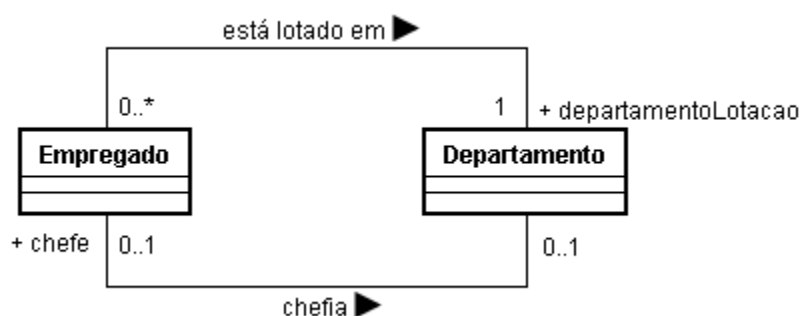 está lotado em
0..*
1
+ departamentoLotacao
Empregado
Departamento
+ chefe
0..1
0..1
chefia